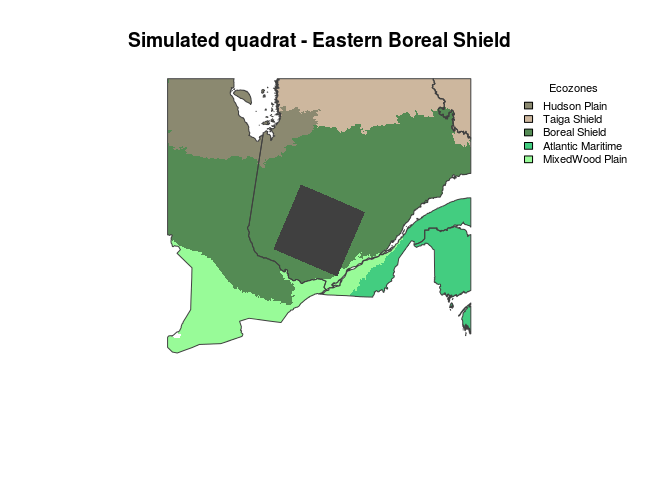 Simulated quadrat - Eastern Boreal Shield
Ecozones
Hudson Plain
Taiga Shield
Boreal Shield
Atlantic Maritime
MixedWood Plain